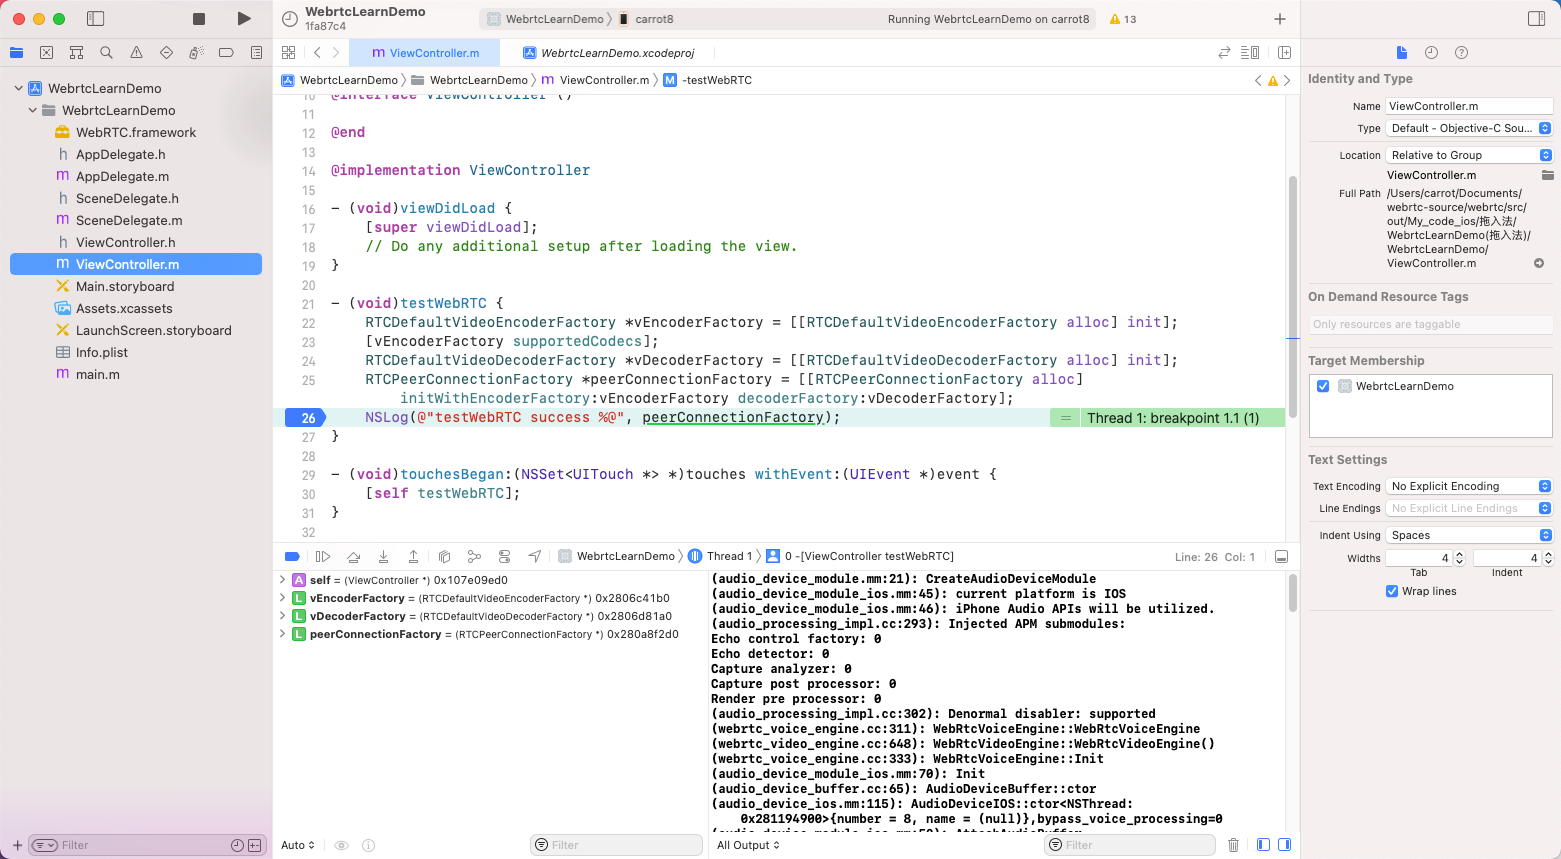 WebrtcLearnDemo
1fa87c4
WebrtcLearnDemo
carrot8
Running WebrtcLearnDemo on carrot8
13
ViewController.m
WebrtcLearnDemo.xcodeproj
WebrtcLearnDemo
WebrtcLearnDemo
ViewController.m
M -testWebRTC
WebrtcLearnDemo
WebrtcLearnDemo
WebRTC.framework
h AppDelegate.h
m AppDelegate.m
h SceneDelegate.h
m SceneDelegate.m
h ViewController.h
m ViewController.m
Main.storyboard
Assets.xcassets
LaunchScreen.storyboard
Info.plist
m main.m
Filter
10 @interface ViewController ()
11
12 @end
13
14 @implementation ViewController
15
16 - (void)viewDidLoad {
17 [super viewDidLoad];
18 // Do any additional setup after loading the view.
19 }
20
21 - (void)testWebRTC {
22 RTCDefaultVideoEncoderFactory *vEncoderFactory = [[RTCDefaultVideoEncoderFactory alloc] init];
23 [vEncoderFactory supportedCodecs];
24 RTCDefaultVideoDecoderFactory *vDecoderFactory = [[RTCDefaultVideoDecoderFactory alloc] init];
25 RTCPeerConnectionFactory *peerConnectionFactory = [[RTCPeerConnectionFactory alloc]
initWithEncoderFactory:vEncoderFactory decoderFactory:vDecoderFactory];
26 NSLog(@"testWebRTC success %@", peerConnectionFactory);
= Thread 1: breakpoint 1.1 (1)
27 }
28
29 - (void)touchesBegan:(NSSet<UITouch *> *)touches withEvent:(UIEvent *)event {
30 [self testWebRTC];
31 }
32
WebrtcLearnDemo
Thread 1
0 -[ViewController testWebRTC]
Line: 26 Col: 1
A self = (ViewController *) 0x107e09ed0
L vEncoderFactory = (RTCDefaultVideoEncoderFactory *) 0x2806c41b0
L vDecoderFactory = (RTCDefaultVideoDecoderFactory *) 0x2806d81a0
L peerConnectionFactory = (RTCPeerConnectionFactory *) 0x280a8f2d0
Auto
Filter
(audio_device_module.mm:21): CreateAudioDeviceModule
(audio_device_module_ios.mm:45): current platform is IOS
(audio_device_module_ios.mm:46): iPhone Audio APIs will be utilized.
(audio_processing_impl.cc:293): Injected APM submodules:
Echo control factory: 0
Echo detector: 0
Capture analyzer: 0
Capture post processor: 0
Render pre processor: 0
(audio_processing_impl.cc:302): Denormal disabler: supported
(webrtc_voice_engine.cc:311): WebRtcVoiceEngine::WebRtcVoiceEngine
(webrtc_video_engine.cc:648): WebRtcVideoEngine::WebRtcVideoEngine()
(webrtc_voice_engine.cc:333): WebRtcVoiceEngine::Init
(audio_device_module_ios.mm:70): Init
(audio_device_buffer.cc:65): AudioDeviceBuffer::ctor
(audio_device_ios.mm:115): AudioDeviceIOS::ctor<NSThread:
0x281194900>{number = 8, name = (null)},bypass_voice_processing=0
All Output
Filter
Identity and Type
Name ViewController.m
Type Default - Objective-C Sou...
Location Relative to Group
ViewController.m
Full Path /Users/carrot/Documents/
webrtc-source/webrtc/src/
out/My_code_ios/拖入法/
WebrtcLearnDemo(拖入法)/
WebrtcLearnDemo/
ViewController.m
On Demand Resource Tags
Only resources are taggable
Target Membership
WebrtcLearnDemo
Text Settings
Text Encoding No Explicit Encoding
Line Endings No Explicit Line Endings
Indent Using Spaces
Widths 4 4
Tab Indent
Wrap lines